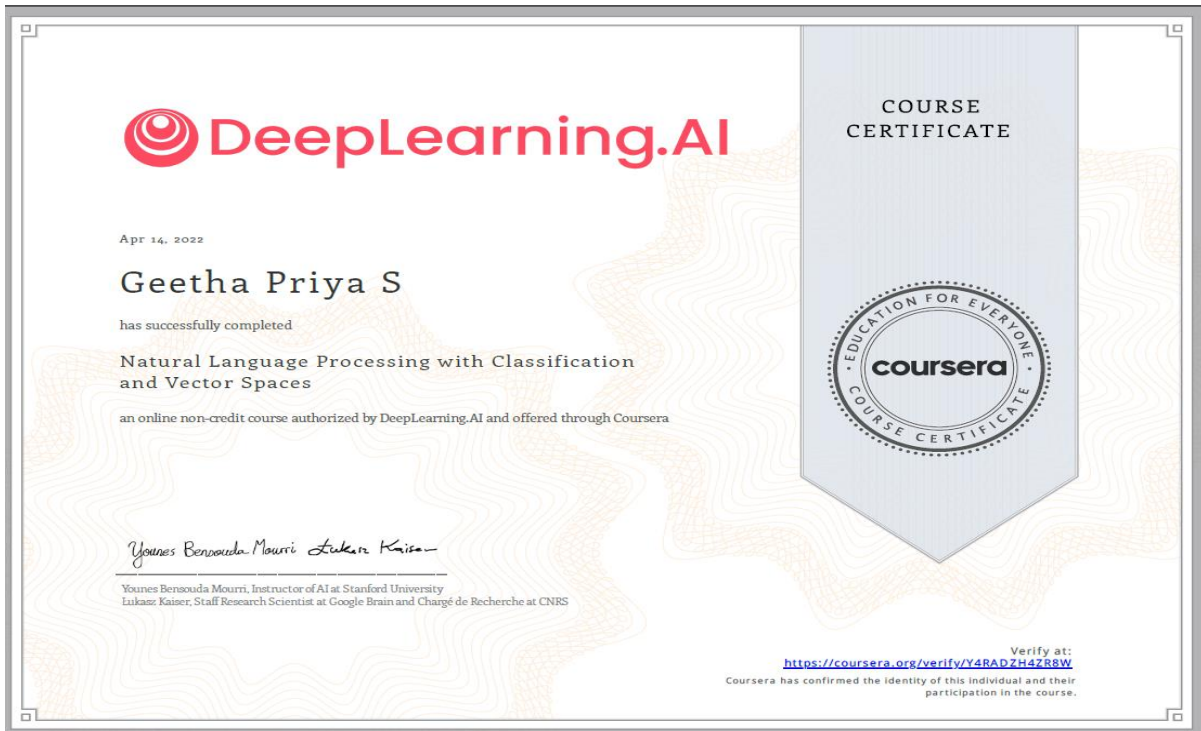 DeepLearning.AI
COURSE
CERTIFICATE
Apr 14, 2022
Geetha Priya S
has successfully completed
Natural Language Processing with Classification
and Vector Spaces
an online non-credit course authorized by DeepLearning.AI and offered through Coursera
EDUCATION FOR EVERYONE
coursera
COURSE CERTIFICATE
Younes Bensouda Mourri Łukasz Kaiser
Younes Bensouda Mourri, Instructor of AI at Stanford University
Łukasz Kaiser, Staff Research Scientist at Google Brain and Chargé de Recherche at CNRS
Verify at:
https://coursera.org/verify/Y4RADZH4ZR8W
Coursera has confirmed the identity of this individual and their
participation in the course.